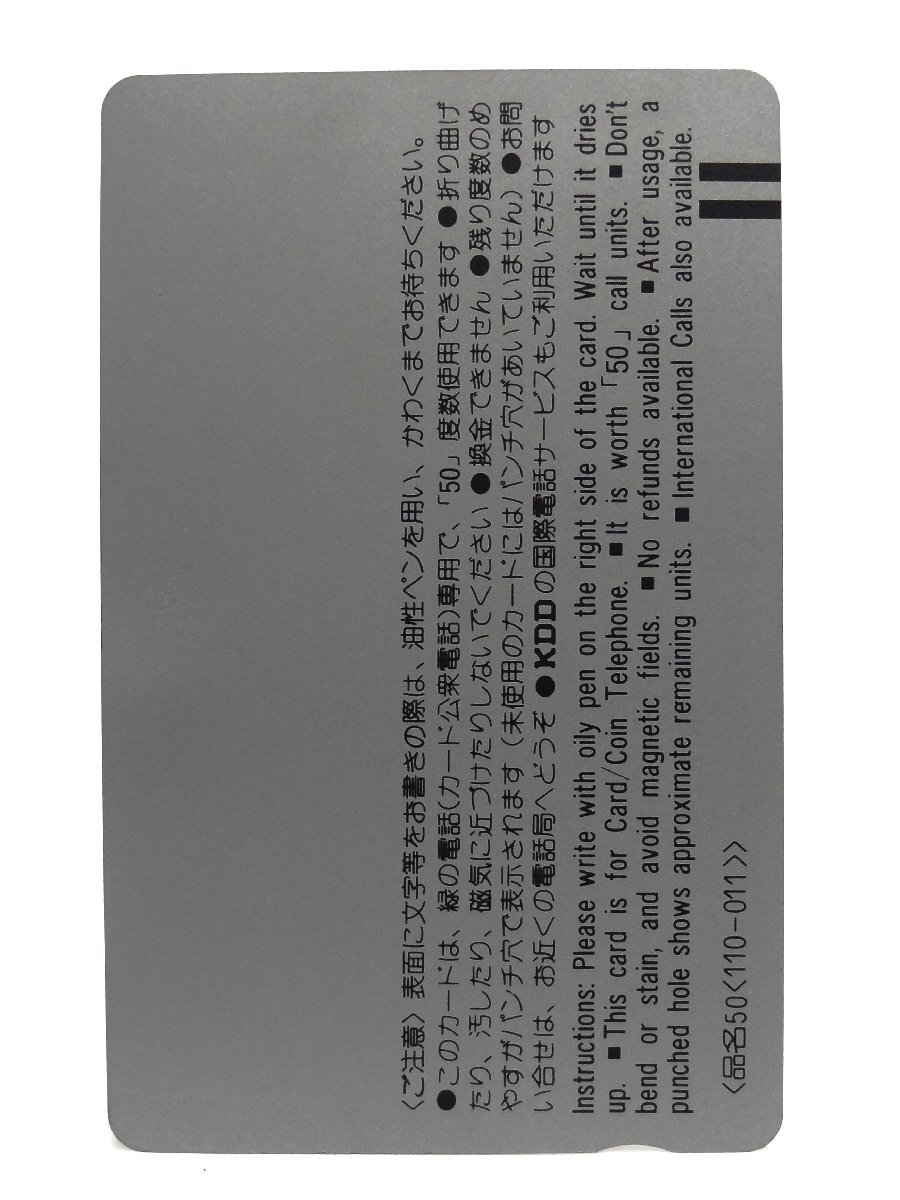 〈ご注意〉表面に文字等をお書きの際は、油性ペンを用い、かわくまでお待ちください。
●このカードは、緑の電話(カード公衆電話)専用で、「50」度数使用できます ●折り曲げ
たり、汚したり、磁気に近づけたりしないでください ●換金できません ●残り度数のめ
やすがパンチ穴で表示されます (未使用のカードにはパンチ穴があいていません) ●お問
い合せは、お近くの電話局へどうぞ ●KDDの国際電話サービスもご利用いただけます
Instructions: Please write with oily pen on the right side of the card. Wait until it dries
up. ■This card is for Card/Coin Telephone. ■It is worth「50」call units. ■Don't
bend or stain, and avoid magnetic fields. ■No refunds available. ■After usage, a
punched hole shows approximate remaining units. ■International Calls also available.
〈品名50〈110-011〉〉